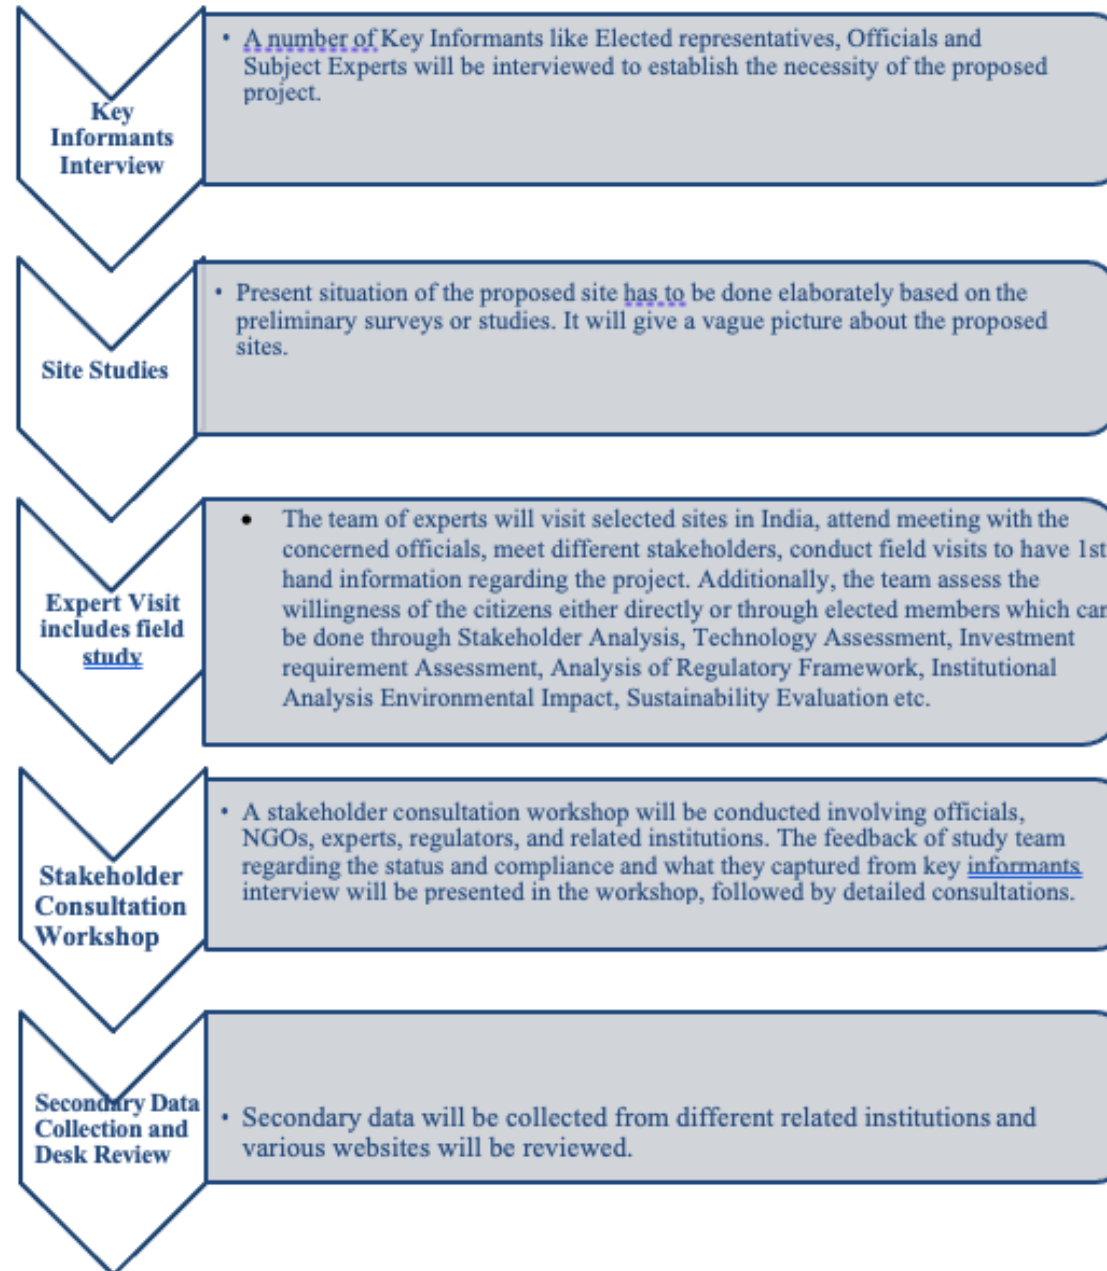 Key
Informants
Interview
• A number of Key Informants like Elected representatives, Officials and
Subject Experts will be interviewed to establish the necessity of the proposed
project.
Site Studies
• Present situation of the proposed site has to be done elaborately based on the
preliminary surveys or studies. It will give a vague picture about the proposed
sites.
Expert Visit
includes field
study
• The team of experts will visit selected sites in India, attend meeting with the
concerned officials, meet different stakeholders, conduct field visits to have 1st
hand information regarding the project. Additionally, the team assess the
willingness of the citizens either directly or through elected members which can
be done through Stakeholder Analysis, Technology Assessment, Investment
requirement Assessment, Analysis of Regulatory Framework, Institutional
Analysis Environmental Impact, Sustainability Evaluation etc.
Stakeholder
Consultation
Workshop
• A stakeholder consultation workshop will be conducted involving officials,
NGOs, experts, regulators, and related institutions. The feedback of study team
regarding the status and compliance and what they captured from key informants
interview will be presented in the workshop, followed by detailed consultations.
Secondary Data
Collection and
Desk Review
• Secondary data will be collected from different related institutions and
various websites will be reviewed.